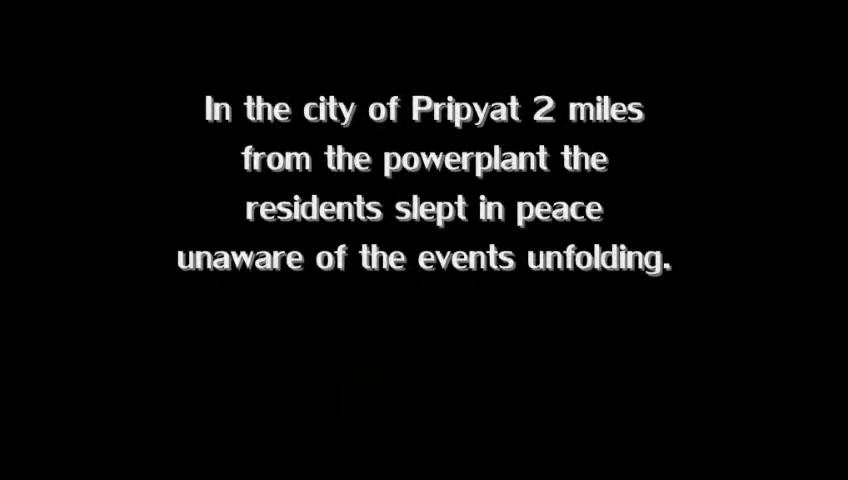 In the city of Pripyat 2 miles
from the powerplant the
residents slept in peace
unaware of the events unfolding.